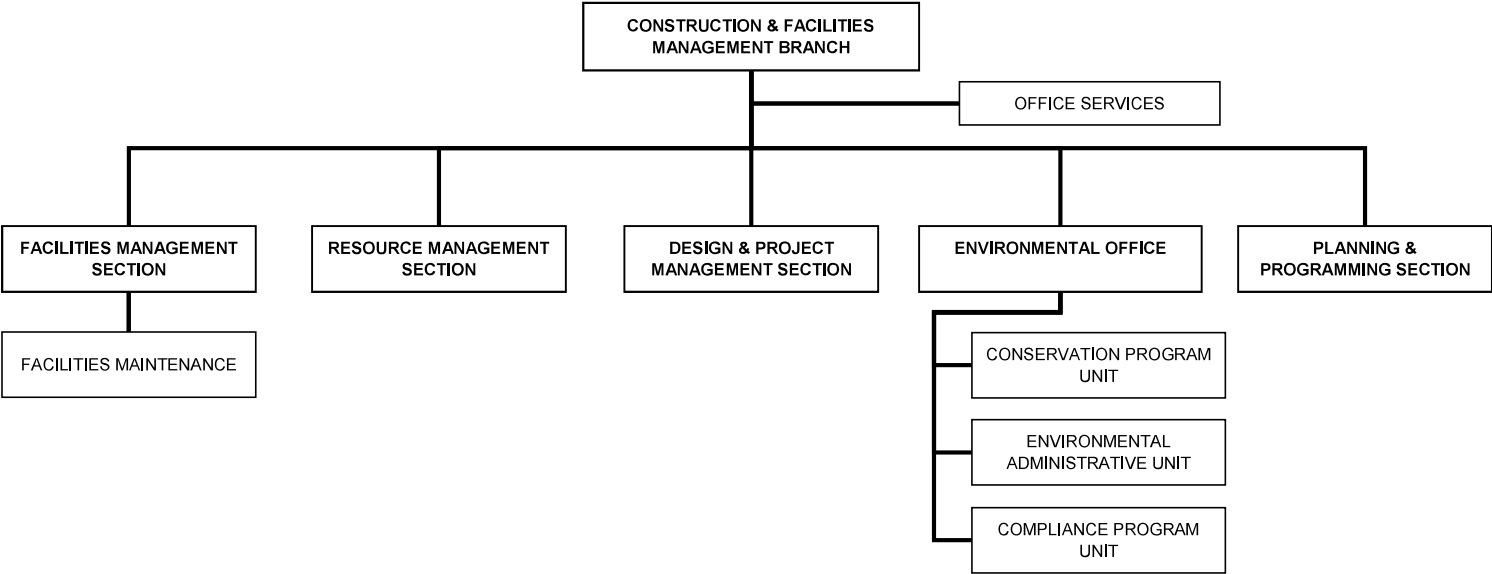 CONSTRUCTION & FACILITIES
MANAGEMENT BRANCH
OFFICE SERVICES
FACILITIES MANAGEMENT
SECTION
RESOURCE MANAGEMENT
SECTION
DESIGN & PROJECT
MANAGEMENT SECTION
ENVIRONMENTAL OFFICE
PLANNING &
PROGRAMMING SECTION
FACILITIES MAINTENANCE
CONSERVATION PROGRAM
UNIT
ENVIRONMENTAL
ADMINISTRATIVE UNIT
COMPLIANCE PROGRAM
UNIT